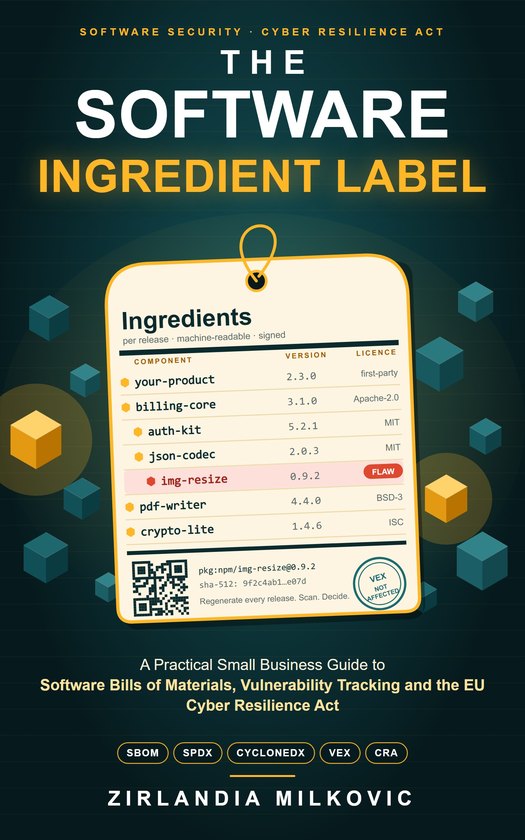 SOFTWARE SECURITY · CYBER RESILIENCE ACT
THE
SOFTWARE
INGREDIENT LABEL
Ingredients
per release · machine-readable · signed
COMPONENT VERSION LICENCE
your-product 2.3.0 first-party
billing-core 3.1.0 Apache-2.0
auth-kit 5.2.1 MIT
json-codec 2.0.3 MIT
img-resize 0.9.2 FLAW
pdf-writer 4.4.0 BSD-3
crypto-lite 1.4.6 ISC
pkg:npm/img-resize@0.9.2
sha-512: 9f2c4ab1…e07d
Regenerate every release. Scan. Decide.
VEX
NOT
AFFECTED
A Practical Small Business Guide to
Software Bills of Materials, Vulnerability Tracking and the EU
Cyber Resilience Act
SBOM SPDX CYCLONEDX VEX CRA
ZIRLANDIA MILKOVIC